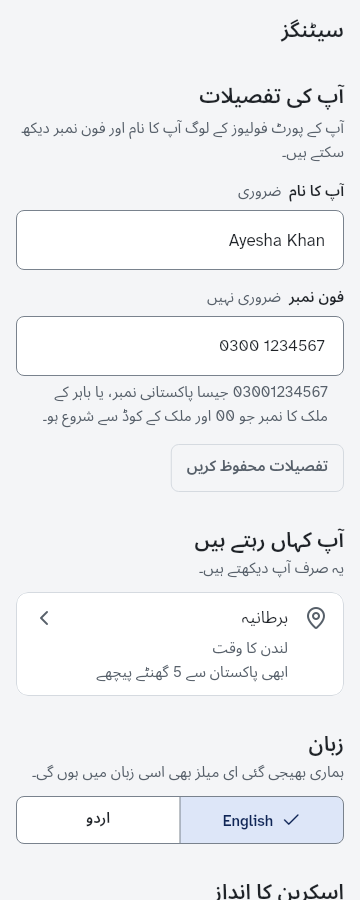 سیٹنگز
آپ کی تفصیلات
آپ کے پورٹ فولیوز کے لوگ آپ کا نام اور فون نمبر دیکھ
سکتے ہیں۔
آپ کا نام ضروری
Ayesha Khan
فون نمبر ضروری نہیں
0300 1234567
03001234567 جیسا پاکستانی نمبر، یا باہر کے
ملک کا نمبر جو 00 اور ملک کے کوڈ سے شروع ہو۔
تفصیلات محفوظ کریں
آپ کہاں رہتے ہیں
یہ صرف آپ دیکھتے ہیں۔
برطانیہ
لندن کا وقت
ابھی پاکستان سے 5 گھنٹے پیچھے
زبان
ہماری بھیجی گئی ای میلز بھی اسی زبان میں ہوں گی۔
English
اردو
اسکرین کا انداز